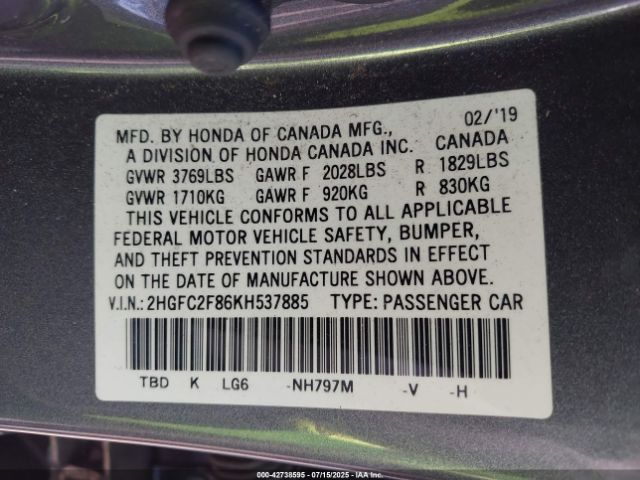 02/'19
MFD. BY HONDA OF CANADA MFG., CANADA
A DIVISION OF HONDA CANADA INC.
GVWR 3769LBS GAWR F 2028LBS R 1829LBS
GVWR 1710KG GAWR F 920KG R 830KG
THIS VEHICLE CONFORMS TO ALL APPLICABLE
FEDERAL MOTOR VEHICLE SAFETY, BUMPER,
AND THEFT PREVENTION STANDARDS IN EFFECT
ON THE DATE OF MANUFACTURE SHOWN ABOVE.
V.I.N.: 2HGFC2F86KH537885 TYPE: PASSENGER CAR
TBD K LG6 -NH797M -V -H
000-42738595 - 07/15/2025 - IAA Inc.